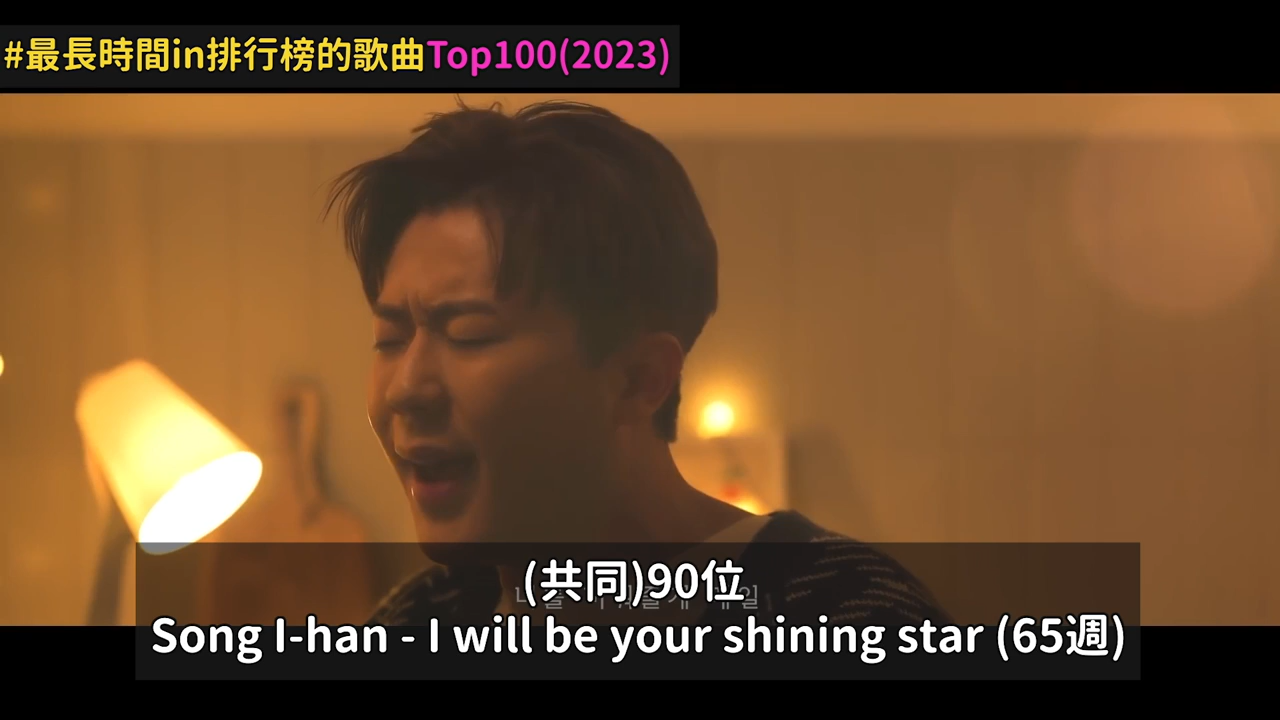 #最長時間in排行榜的歌曲Top100(2023)
(共同)90位
Song I-han - I will be your shining star (65週)